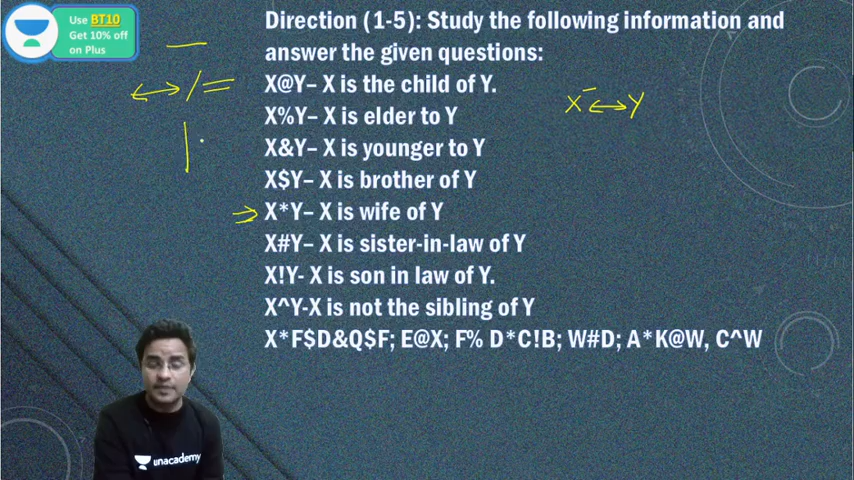 Use BT10
Get 10% off
on Plus
Direction (1-5): Study the following information and
answer the given questions:
X@Y– X is the child of Y.
X%Y– X is elder to Y
X&Y– X is younger to Y
X$Y– X is brother of Y
X*Y– X is wife of Y
X#Y– X is sister-in-law of Y
X!Y- X is son in law of Y.
X^Y-X is not the sibling of Y
X*F$D&Q$F; E@X; F% D*C!B; W#D; A*K@W, C^W
X Y
unacademy